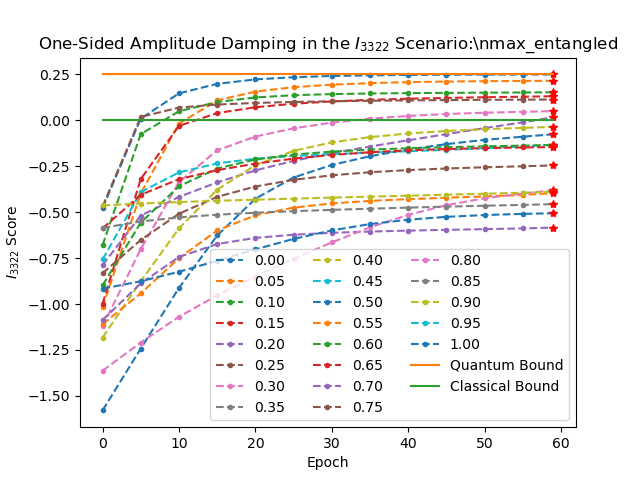 One-Sided Amplitude Damping in the I3322 Scenario:\nmax_entangled
I3322 Score
0.25
0.00
−0.25
−0.50
−0.75
−1.00
−1.25
−1.50
0.00 0.40 0.80
0.05 0.45 0.85
0.10 0.50 0.90
0.15 0.55 0.95
0.20 0.60 1.00
0.25 0.65 Quantum Bound
0.30 0.70 Classical Bound
0.35 0.75
0 10 20 30 40 50 60
Epoch